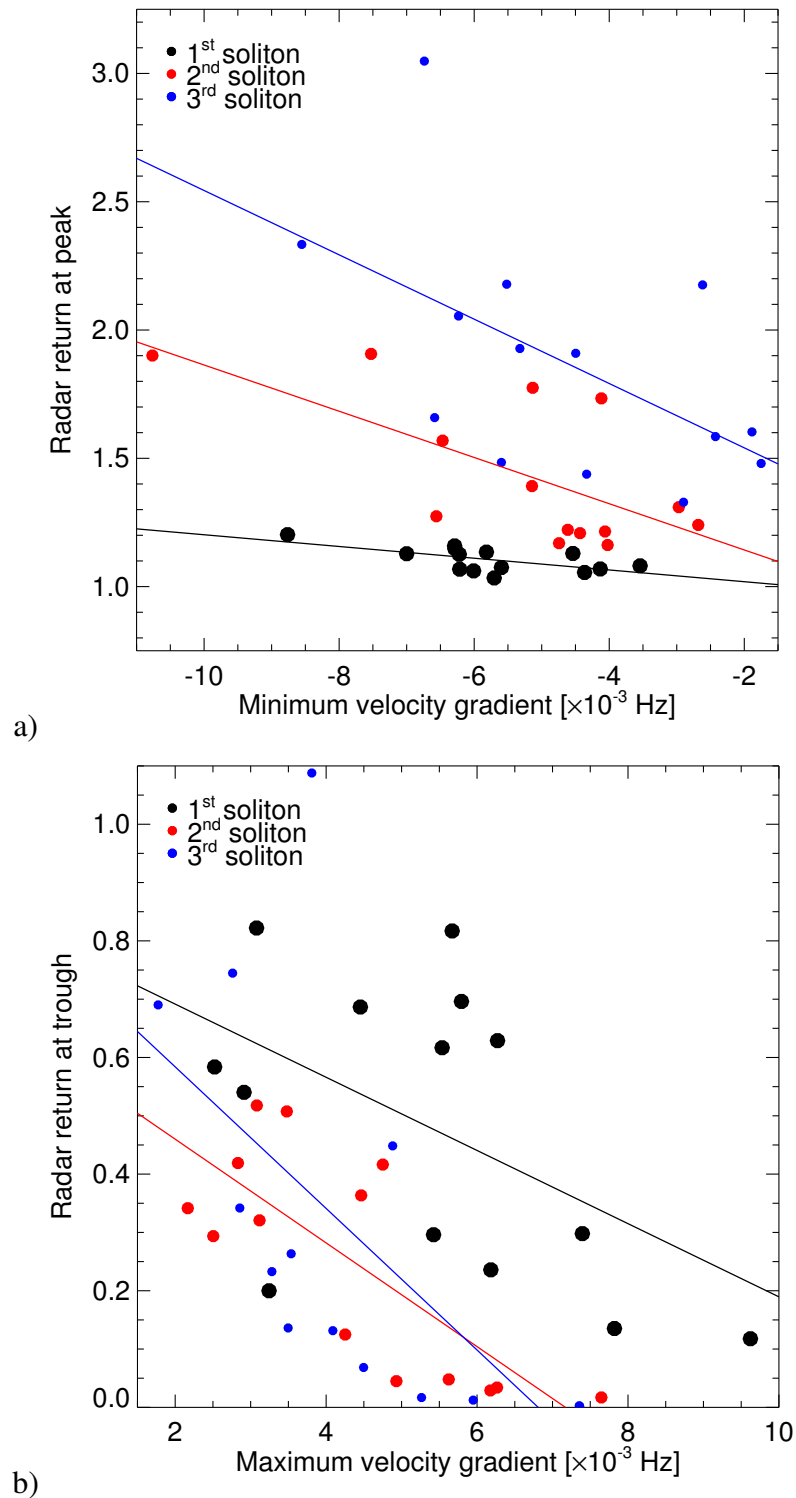 1st soliton
2nd soliton
3rd soliton
3.0
2.5
2.0
1.5
1.0
Radar return at peak
-10 -8 -6 -4 -2
Minimum velocity gradient [×10-3 Hz]
a)
1st soliton
2nd soliton
3rd soliton
1.0
0.8
0.6
0.4
0.2
0.0
Radar return at trough
2 4 6 8 10
Maximum velocity gradient [×10-3 Hz]
b)